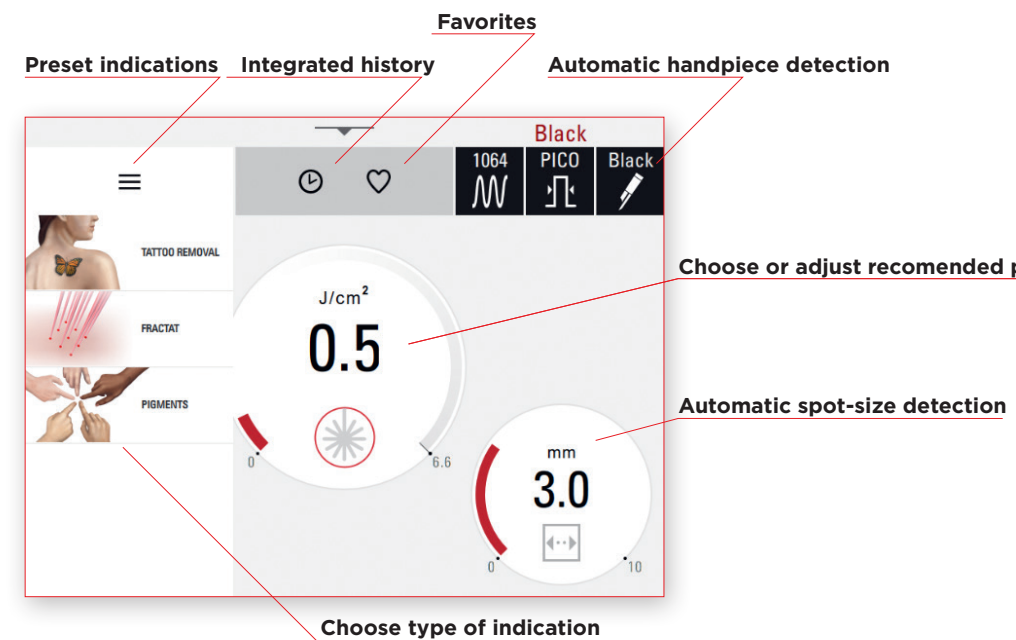 Favorites
Preset indications
Integrated history
Automatic handpiece detection
Black
1064
PICO
Black
TATTOO REMOVAL
J/cm²
0.5
0
6.6
FRACTAT
PIGMENTS
Choose or adjust recomended
Automatic spot-size detection
mm
3.0
0
10
Choose type of indication